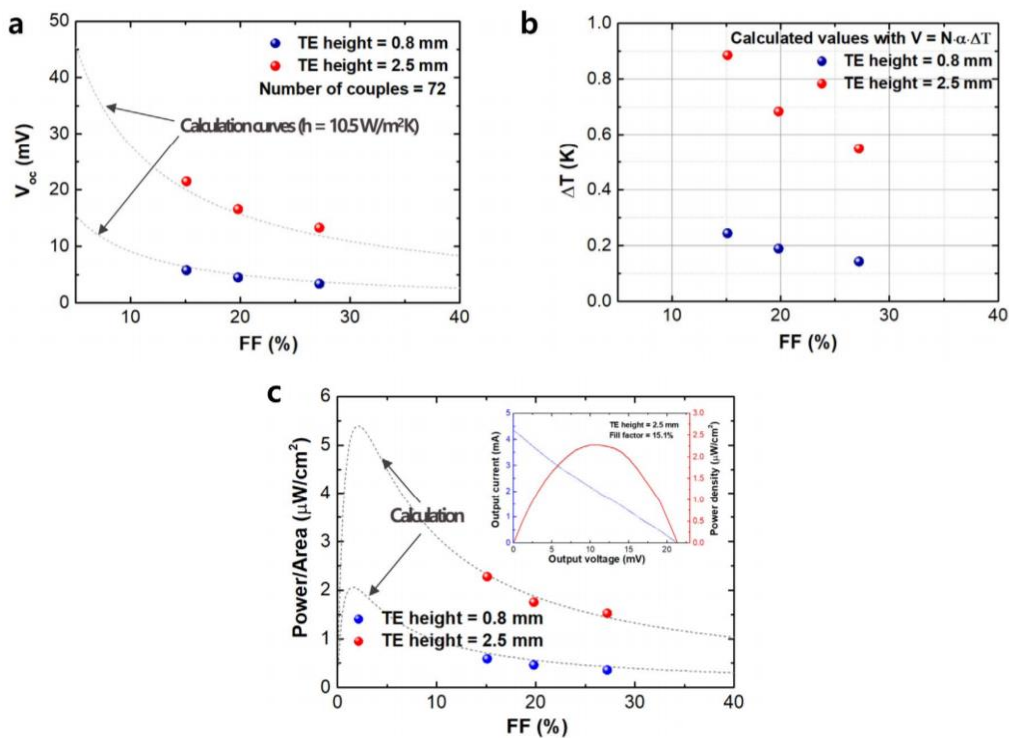 a
50
40
30
20
10
0
V_oc (mV)
TE height = 0.8 mm
TE height = 2.5 mm
Number of couples = 72
Calculation curves (h = 10.5 W/m²K)
10 20 30 40
FF (%)
b
1.0
0.8
0.6
0.4
0.2
0.0
ΔT (K)
Calculated values with V = N·α·ΔT
TE height = 0.8 mm
TE height = 2.5 mm
10 20 30 40
FF (%)
c
6
5
4
3
2
1
0
Power/Area (μW/cm²)
Calculation
TE height = 0.8 mm
TE height = 2.5 mm
0 10 20 30 40
FF (%)
5
4
3
2
1
0
Output current (mA)
TE height = 2.5 mm
Fill factor = 15.1%
3.0
2.5
2.0
1.5
1.0
0.5
0.0
Power density (μW/cm²)
0 5 10 15 20
Output voltage (mV)